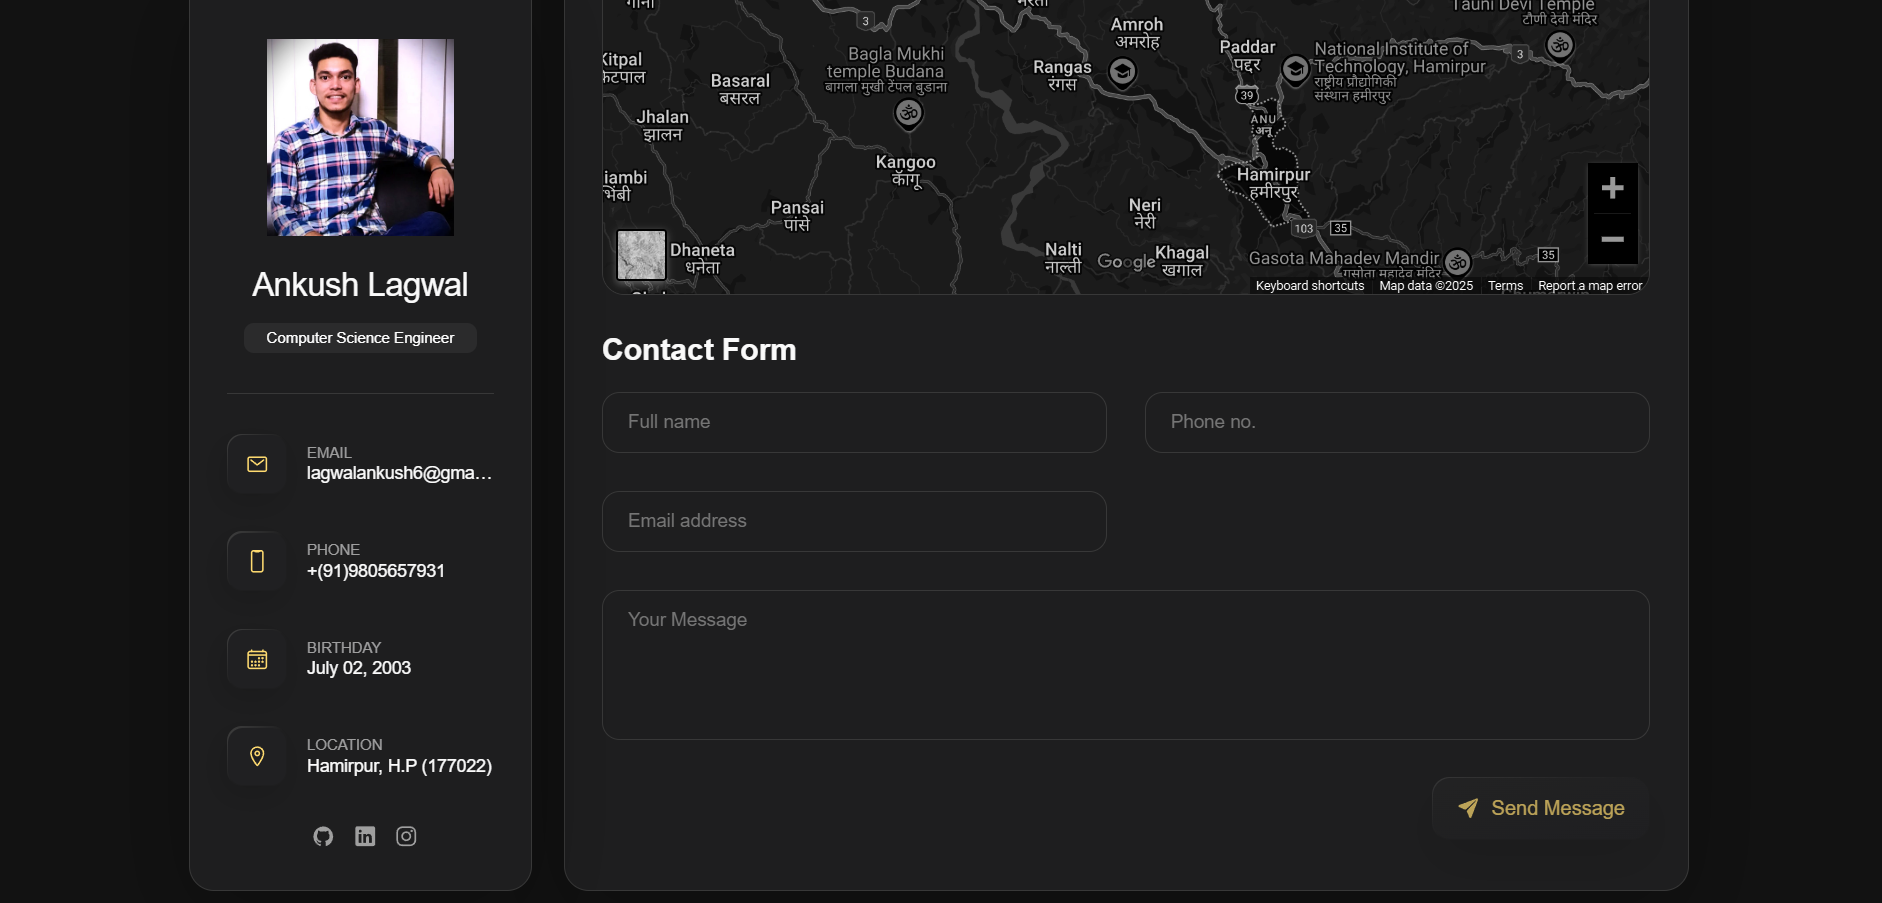 Ankush Lagwal
Computer Science Engineer
EMAIL
lagwalankush6@gma...
PHONE
+(91)9805657931
BIRTHDAY
July 02, 2003
LOCATION
Hamirpur, H.P (177022)
3
Amroh
अमरोह
Tauni Devi Temple
टौणी देवी मंदिर
Kitpal
Bagla Mukhi
temple Budana
बागला मुखी टेंपल बुडाना
Basaral
बसरल
Rangas
रंगस
Paddar
पद्दर
National Institute of
Technology, Hamirpur
राष्ट्रीय प्रौद्योगिकी
संस्थान हमीरपुर
3
39
Jhalan
झालन
ANU
अनू
Kangoo
कॅागू
Hamirpur
हमीरपुर
Pansai
पांसे
Neri
नेरी
103
35
Dhaneta
धनेता
Nalti
नाल्ती
Google
Khagal
खगाल
Gasota Mahadev Mandir
गसोता महादेव मंदिर
35
Keyboard shortcuts
Map data ©2025
Terms
Report a map error
Contact Form
Full name
Phone no.
Email address
Your Message
Send Message